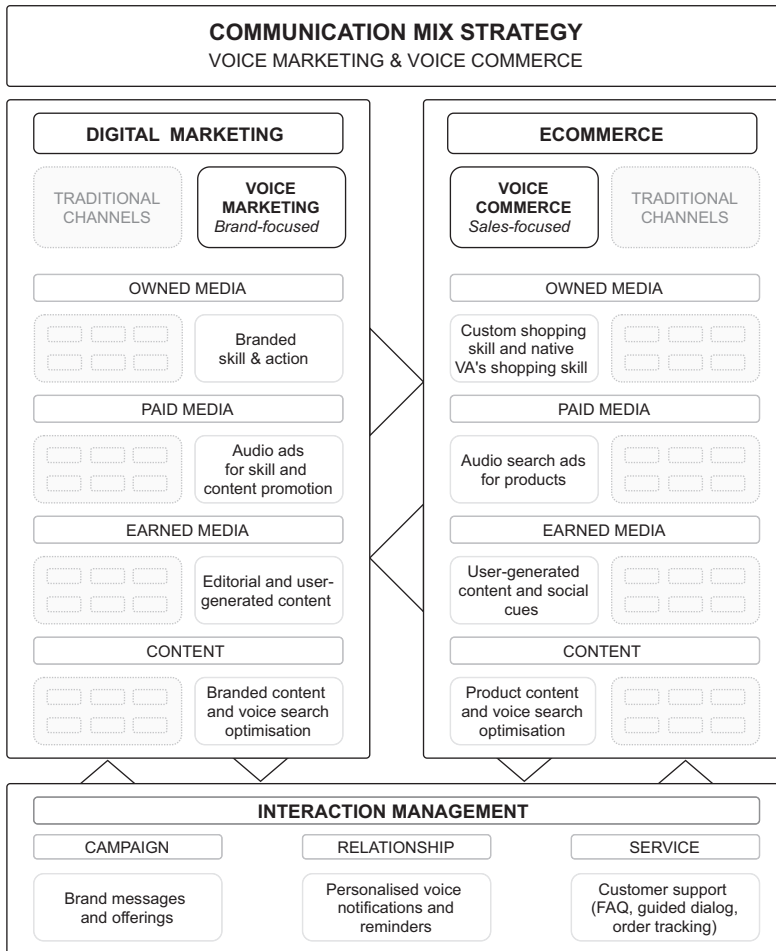 COMMUNICATION MIX STRATEGY
VOICE MARKETING & VOICE COMMERCE
DIGITAL MARKETING
TRADITIONAL
CHANNELS
VOICE
MARKETING
Brand-focused
OWNED MEDIA
Branded
skill & action
PAID MEDIA
Audio ads
for skill and
content promotion
EARNED MEDIA
Editorial and user-
generated content
CONTENT
Branded content
and voice search
optimisation
ECOMMERCE
VOICE
COMMERCE
Sales-focused
TRADITIONAL
CHANNELS
OWNED MEDIA
Custom shopping
skill and native
VA's shopping skill
PAID MEDIA
Audio search ads
for products
EARNED MEDIA
User-generated
content and social
cues
CONTENT
Product content
and voice search
optimisation
INTERACTION MANAGEMENT
CAMPAIGN
Brand messages
and offerings
RELATIONSHIP
Personalised voice
notifications and
reminders
SERVICE
Customer support
(FAQ, guided dialog,
order tracking)